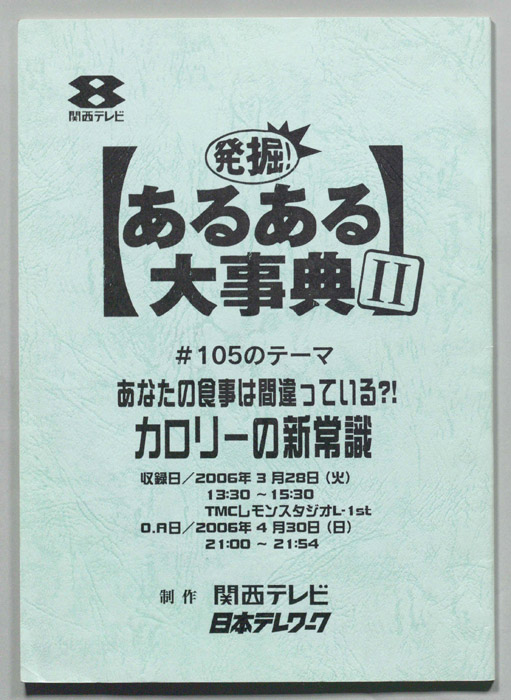 関西テレビ
発掘!
【あるある
大事典】II
#105のテーマ
あなたの食事は間違っている?!
カロリーの新常識
収録日/2006年3月28日(火)
13:30~15:30
TMCレモンスタジオL-1st
O.A日/2006年4月30日(日)
21:00~21:54
制作 関西テレビ
日本テレワーク